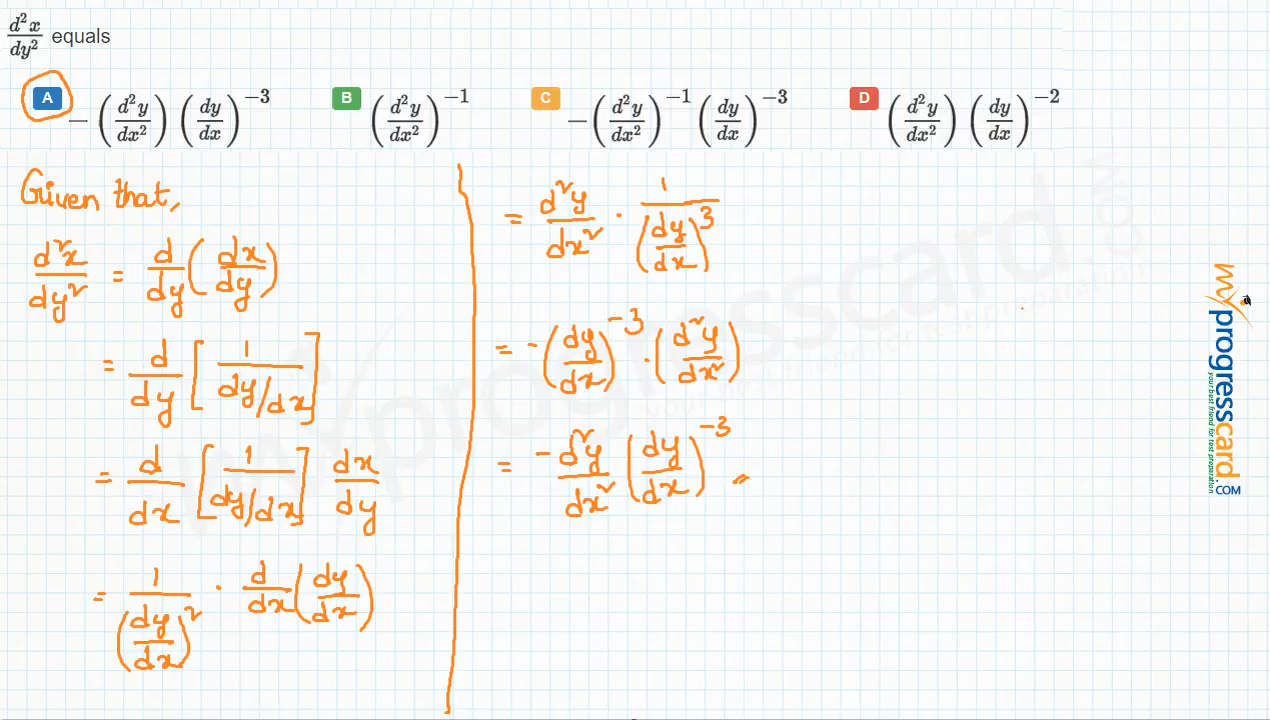 d²x/dy² equals
A −(d²y/dx²)(dy/dx)⁻³ B (d²y/dx²)⁻¹ C −(d²y/dx²)⁻¹(dy/dx)⁻³ D (d²y/dx²)(dy/dx)⁻²
Given that,
d²x/dy² = d/dy (dx/dy)
= d/dy [1/(dy/dx)]
= d/dx [1/(dy/dx)] dx/dy
= 1/(dy/dx)² · d/dx (dy/dx)
= d²y/dx² · 1/(dy/dx)³
= -(dy/dx)⁻³ · (d²y/dx²)
= -d²y/dx² (dy/dx)⁻³
myprogresscard.COM
your best friend for test preparation